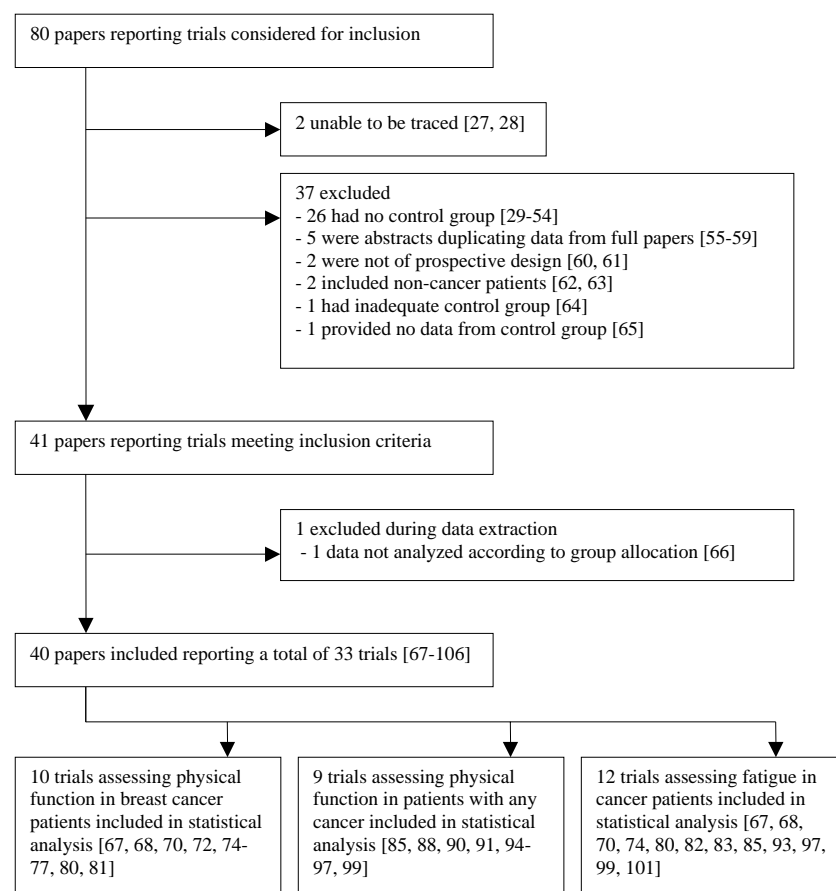 80 papers reporting trials considered for inclusion
2 unable to be traced [27, 28]
37 excluded
- 26 had no control group [29-54]
- 5 were abstracts duplicating data from full papers [55-59]
- 2 were not of prospective design [60, 61]
- 2 included non-cancer patients [62, 63]
- 1 had inadequate control group [64]
- 1 provided no data from control group [65]
41 papers reporting trials meeting inclusion criteria
1 excluded during data extraction
- 1 data not analyzed according to group allocation [66]
40 papers included reporting a total of 33 trials [67-106]
10 trials assessing physical
function in breast cancer
patients included in statistical
analysis [67, 68, 70, 72, 74-
77, 80, 81]
9 trials assessing physical
function in patients with any
cancer included in statistical
analysis [85, 88, 90, 91, 94-
97, 99]
12 trials assessing fatigue in
cancer patients included in
statistical analysis [67, 68,
70, 74, 80, 82, 83, 85, 93, 97,
99, 101]